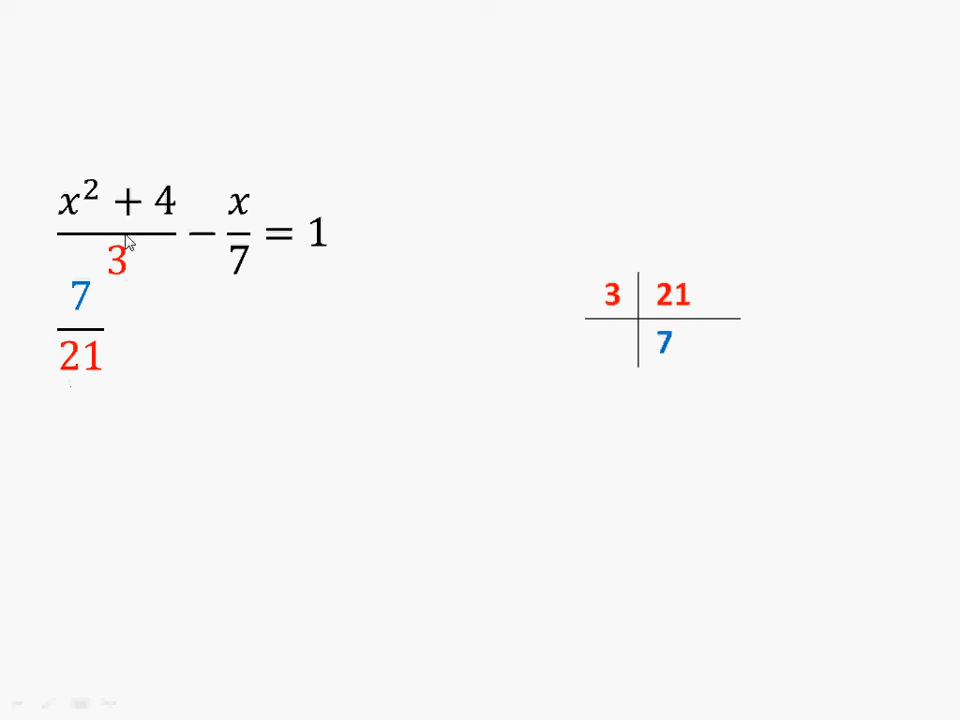 x² + 4
3
− x/7 = 1
7
21
3 21
7